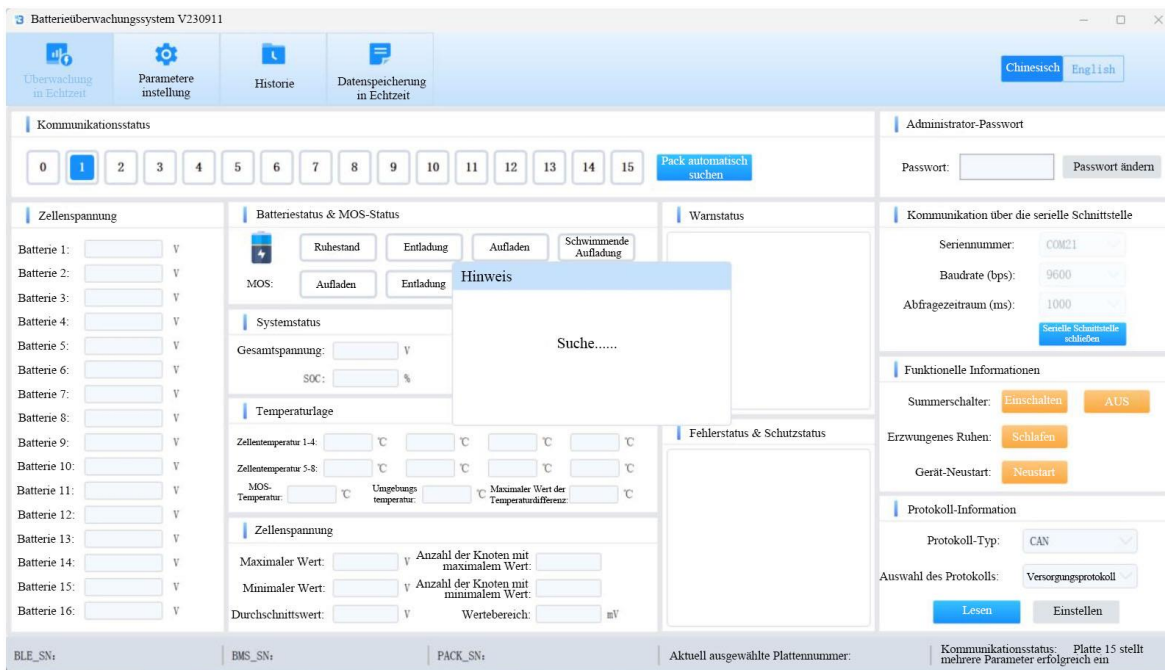 Batterieüberwachungssystem V230911
Überwachung
in Echtzeit
Parametere
instellung
Historie
Datenspeicherung
in Echtzeit
Chinesisch
English
Kommunikationsstatus
0 1 2 3 4 5 6 7 8 9 10 11 12 13 14 15
Pack automatisch
suchen
Administrator-Passwort
Passwort:
Passwort ändern
Zellenspannung
Batterie 1: V
Batterie 2: V
Batterie 3: V
Batterie 4: V
Batterie 5: V
Batterie 6: V
Batterie 7: V
Batterie 8: V
Batterie 9: V
Batterie 10: V
Batterie 11: V
Batterie 12: V
Batterie 13: V
Batterie 14: V
Batterie 15: V
Batterie 16: V
Batteriestatus & MOS-Status
Ruhestand
Entladung
Aufladen
Schwimmende
Aufladung
MOS:
Aufladen
Entladung
Systemstatus
Gesamtspannung: V
SOC: %
Temperaturlage
Zellentemperatur 1-4: ℃ ℃ ℃ ℃
Zellentemperatur 5-8: ℃ ℃ ℃ ℃
MOS-
Temperatur: ℃
Umgebungs
temperatur: ℃
Maximaler Wert der
Temperaturdifferenz: ℃
Zellenspannung
Maximaler Wert: V
Anzahl der Knoten mit
maximalem Wert:
Minimaler Wert: V
Anzahl der Knoten mit
minimalem Wert:
Durchschnittswert: V
Wertebereich: mV
Hinweis
Suche......
Warnstatus
Fehlerstatus & Schutzstatus
Kommunikation über die serielle Schnittstelle
Seriennummer: COM21
Baudrate (bps): 9600
Abfragezeitraum (ms): 1000
Serielle Schnittstelle
schließen
Funktionelle Informationen
Summerschalter: Einschalten AUS
Erzwungenes Ruhen: Schlafen
Gerät-Neustart: Neustart
Protokoll-Information
Protokoll-Typ: CAN
Auswahl des Protokolls: Versorgungsprotokoll
Lesen
Einstellen
BLE_SN:
BMS_SN:
PACK_SN:
Aktuell ausgewählte Plattennummer:
Kommunikationsstatus: Platte 15 stellt
mehrere Parameter erfolgreich ein